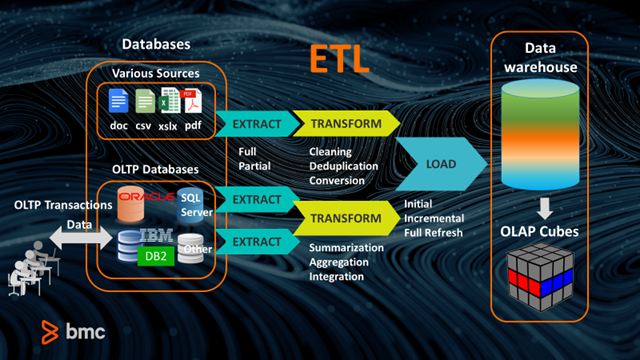 Databases
ETL
Data
warehouse
Various Sources
PDF
doc csv xslx pdf
EXTRACT
TRANSFORM
Full
Partial
Cleaning
Deduplication
Conversion
LOAD
OLTP Databases
ORACLE
SQL
Server
EXTRACT
OLTP Transactions
Data
TRANSFORM
Initial
Incremental
Full Refresh
IBM
DB2
Other
EXTRACT
Summarization
Aggregation
Integration
OLAP Cubes
bmc